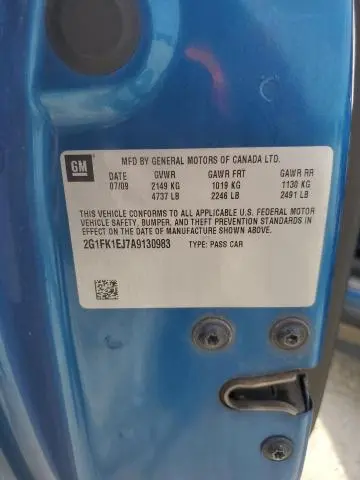 GM
MFD BY GENERAL MOTORS OF CANADA LTD.
DATE GVWR GAWR FRT GAWR RR
07/09 2149 KG 1019 KG 1130 KG
4737 LB 2246 LB 2491 LB
THIS VEHICLE CONFORMS TO ALL APPLICABLE U.S. FEDERAL MOTOR
VEHICLE SAFETY, BUMPER, AND THEFT PREVENTION STANDARDS IN
EFFECT ON THE DATE OF MANUFACTURE SHOWN ABOVE.
2G1FK1EJ7A9130983 TYPE: PASS CAR